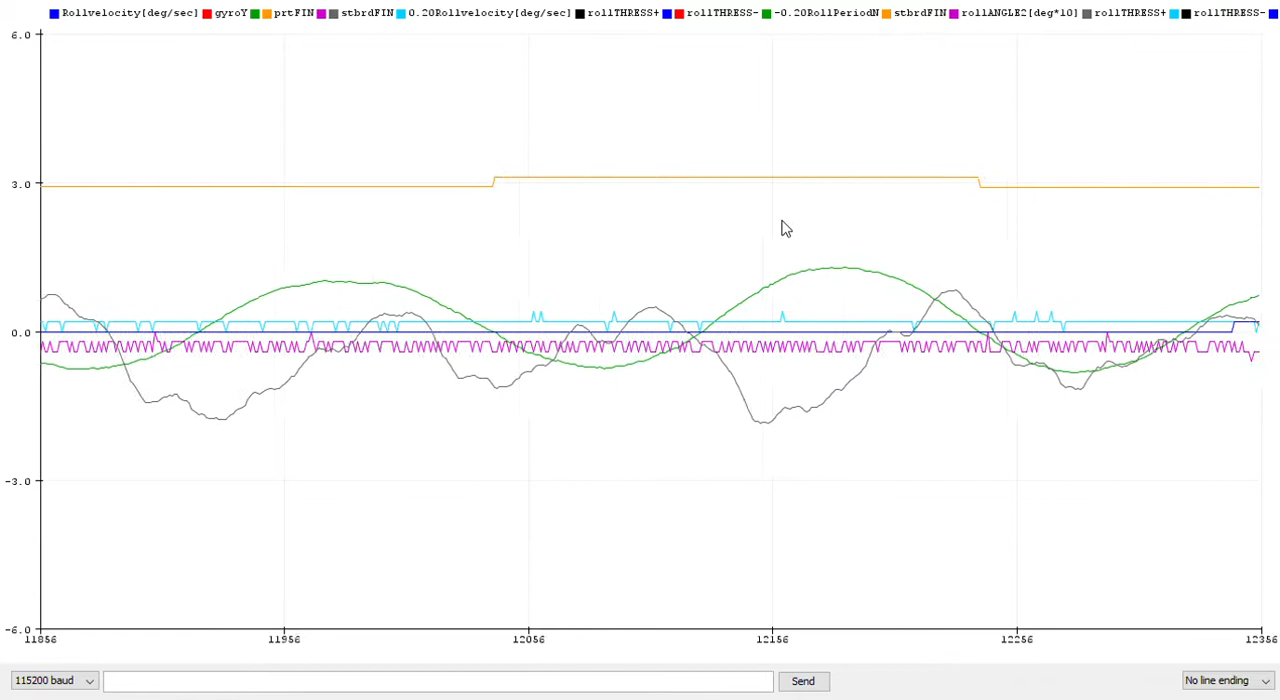 Rollvelocity[deg/sec] gyroY prtFIN stbrdFIN 0.20Rollvelocity[deg/sec] rollTHRESS+ rollTHRESS- -0.20RollPeriodN stbrdFIN rollANGLE2[deg*10] rollTHRESS+ rollTHRESS-
6.0
3.0
0.0
-3.0
-6.0
11856 11956 12056 12156 12256 12356
115200 baud Send No line ending